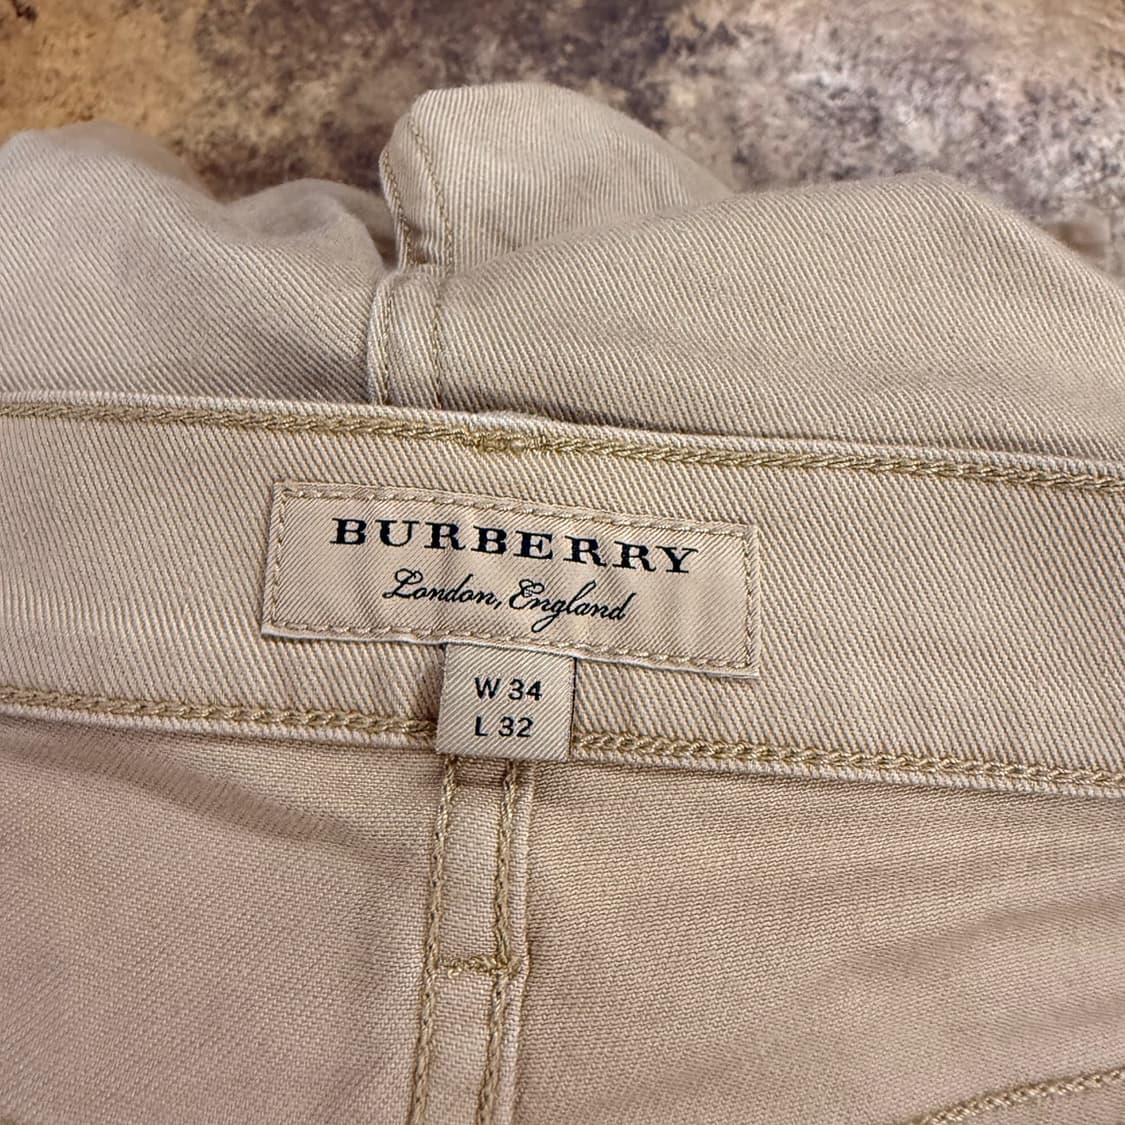 BURBERRY
London, England
W 34
L 32